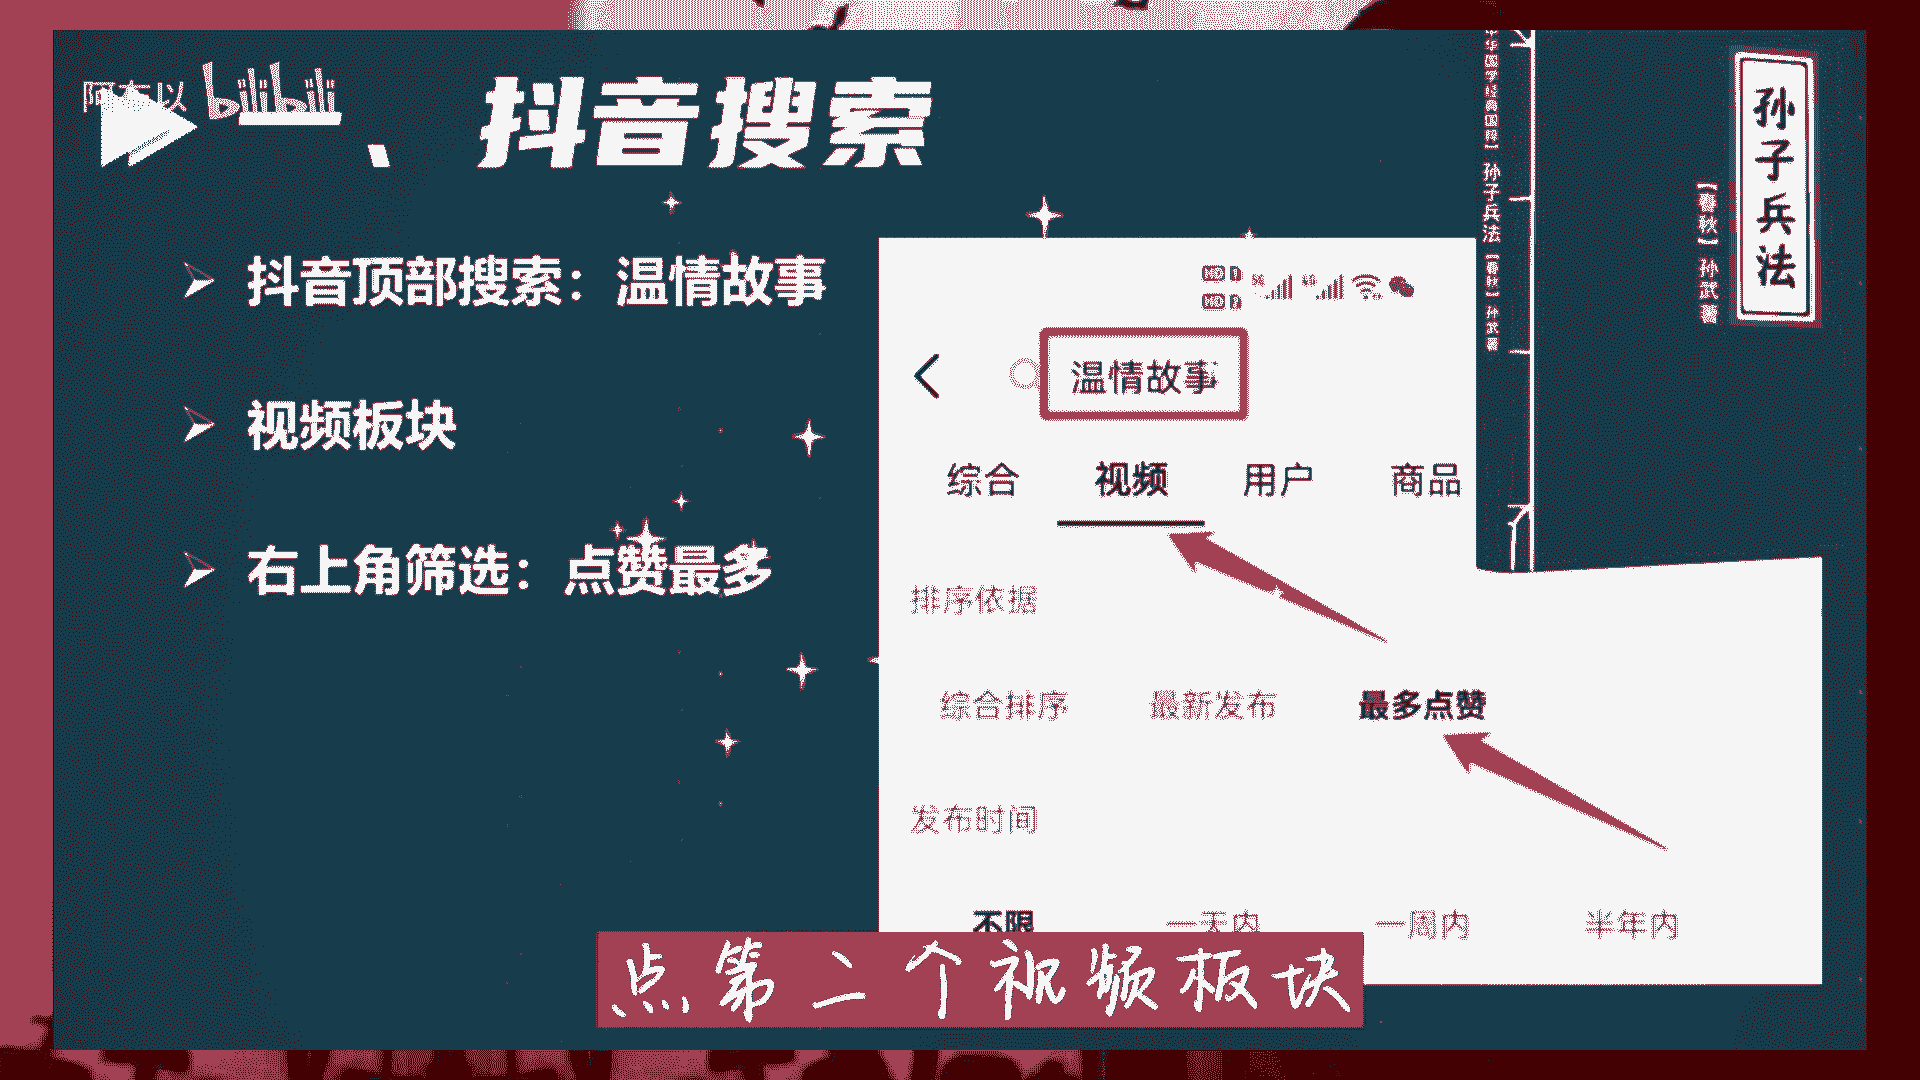 阿布以 bilibili
、抖音搜索
抖音顶部搜索：温情故事
视频板块
右上角筛选：点赞最多
温情故事
综合 视频 用户 商品
排序依据
综合排序 最新发布 最多点赞
发布时间
不限 一天内 一周内 半年内
点第二个视频板块
中华国学经典国粹】孙子兵法【春秋】孙武 著
孙子兵法
【春秋】孙武 著